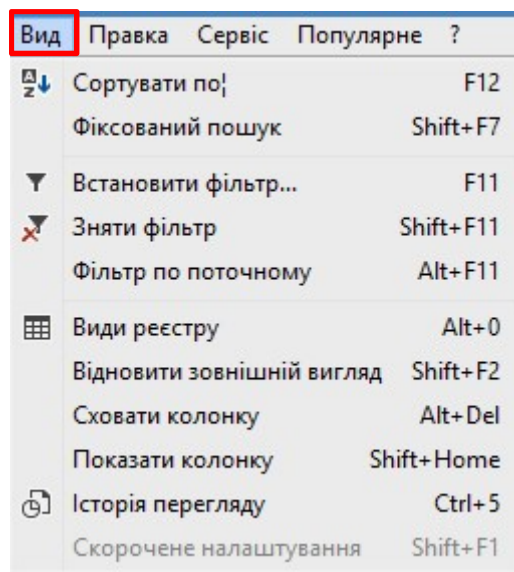 Вид Правка Сервіс Популярне ?
Сортувати по¦ F12
Фіксований пошук Shift+F7
Встановити фільтр... F11
Зняти фільтр Shift+F11
Фільтр по поточному Alt+F11
Види реєстру Alt+0
Відновити зовнішній вигляд Shift+F2
Сховати колонку Alt+Del
Показати колонку Shift+Home
Історія перегляду Ctrl+5
Скорочене налаштування Shift+F1